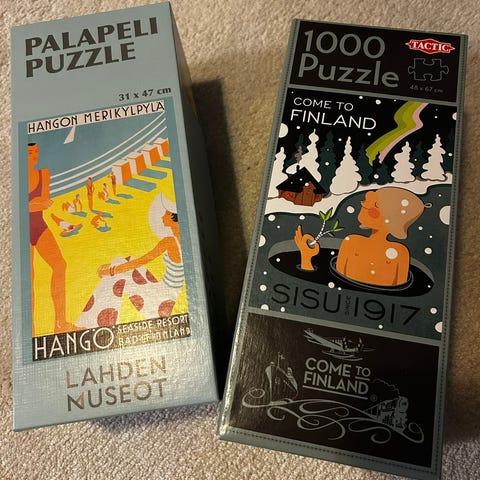 PALAPELI
PUZZLE
31 x 47 cm
HANGON MERIKYLPYLÄ
HANGÖ SEASIDE RESORT
BAD I FINLAND
LAHDEN
MUSEOT
1000
Puzzle
TACTIC
48 x 67 cm
COME TO
FINLAND
SISU SINCE 1917
COME TO
FINLAND®